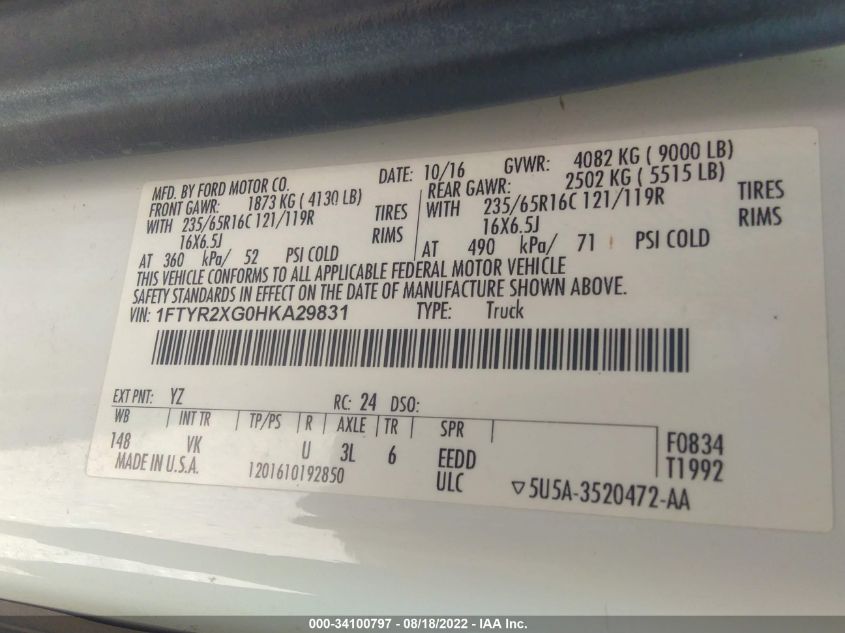 MFD. BY FORD MOTOR CO.
DATE: 10/16 GVWR: 4082 KG ( 9000 LB)
FRONT GAWR: 1873 KG ( 4130 LB)
REAR GAWR: 2502 KG ( 5515 LB)
WITH 235/65R16C 121/119R TIRES
WITH 235/65R16C 121/119R TIRES
16X6.5J RIMS
16X6.5J RIMS
AT 360 kPa/ 52 PSI COLD
AT 490 kPa/ 71 PSI COLD
THIS VEHICLE CONFORMS TO ALL APPLICABLE FEDERAL MOTOR VEHICLE
SAFETY STANDARDS IN EFFECT ON THE DATE OF MANUFACTURE SHOWN ABOVE.
VIN: 1FTYR2XG0HKA29831 TYPE: Truck
EXT PNT: YZ RC: 24 DSO:
WB INT TR TP/PS R AXLE TR SPR
148 VK U 3L 6 EEDD F0834
MADE IN U.S.A. 1201610192850 ULC T1992
▽5U5A-3520472-AA
000-34100797 - 08/18/2022 - IAA Inc.